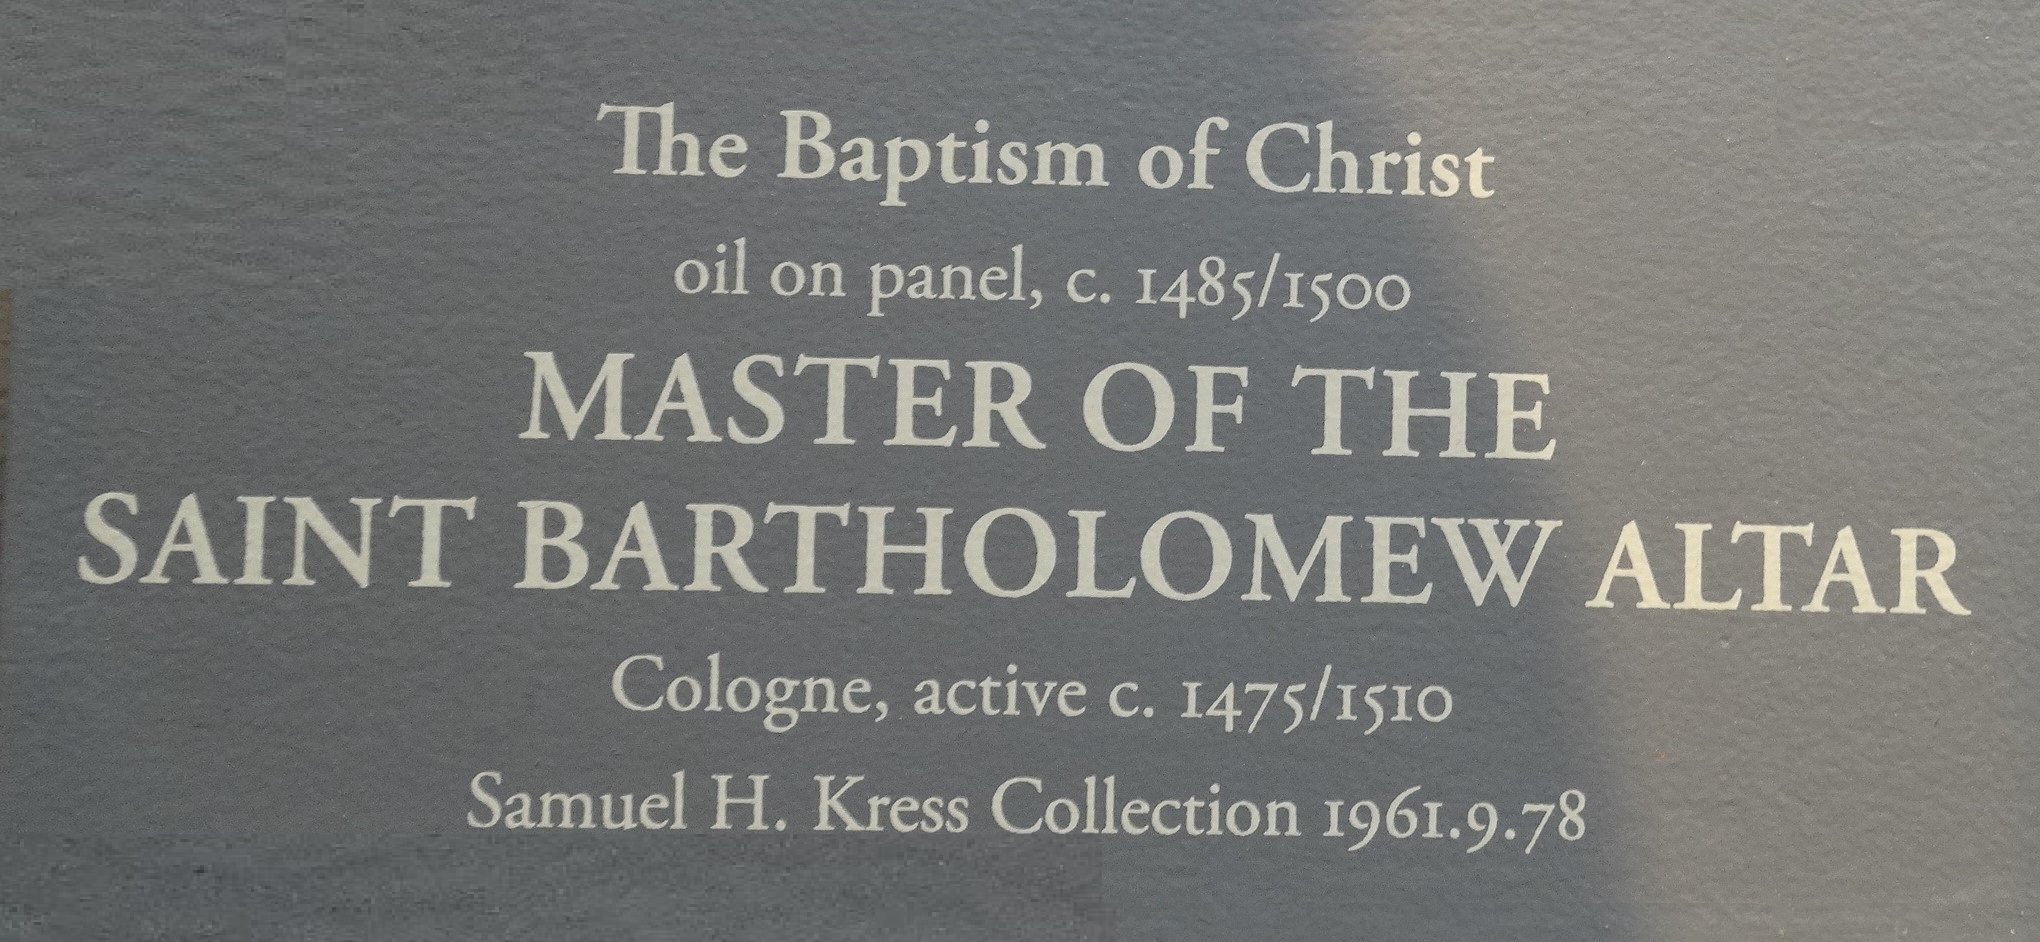 The Baptism of Christ
oil on panel, c. 1485/1500
MASTER OF THE
SAINT BARTHOLOMEW ALTAR
Cologne, active c. 1475/1510
Samuel H. Kress Collection 1961.9.78